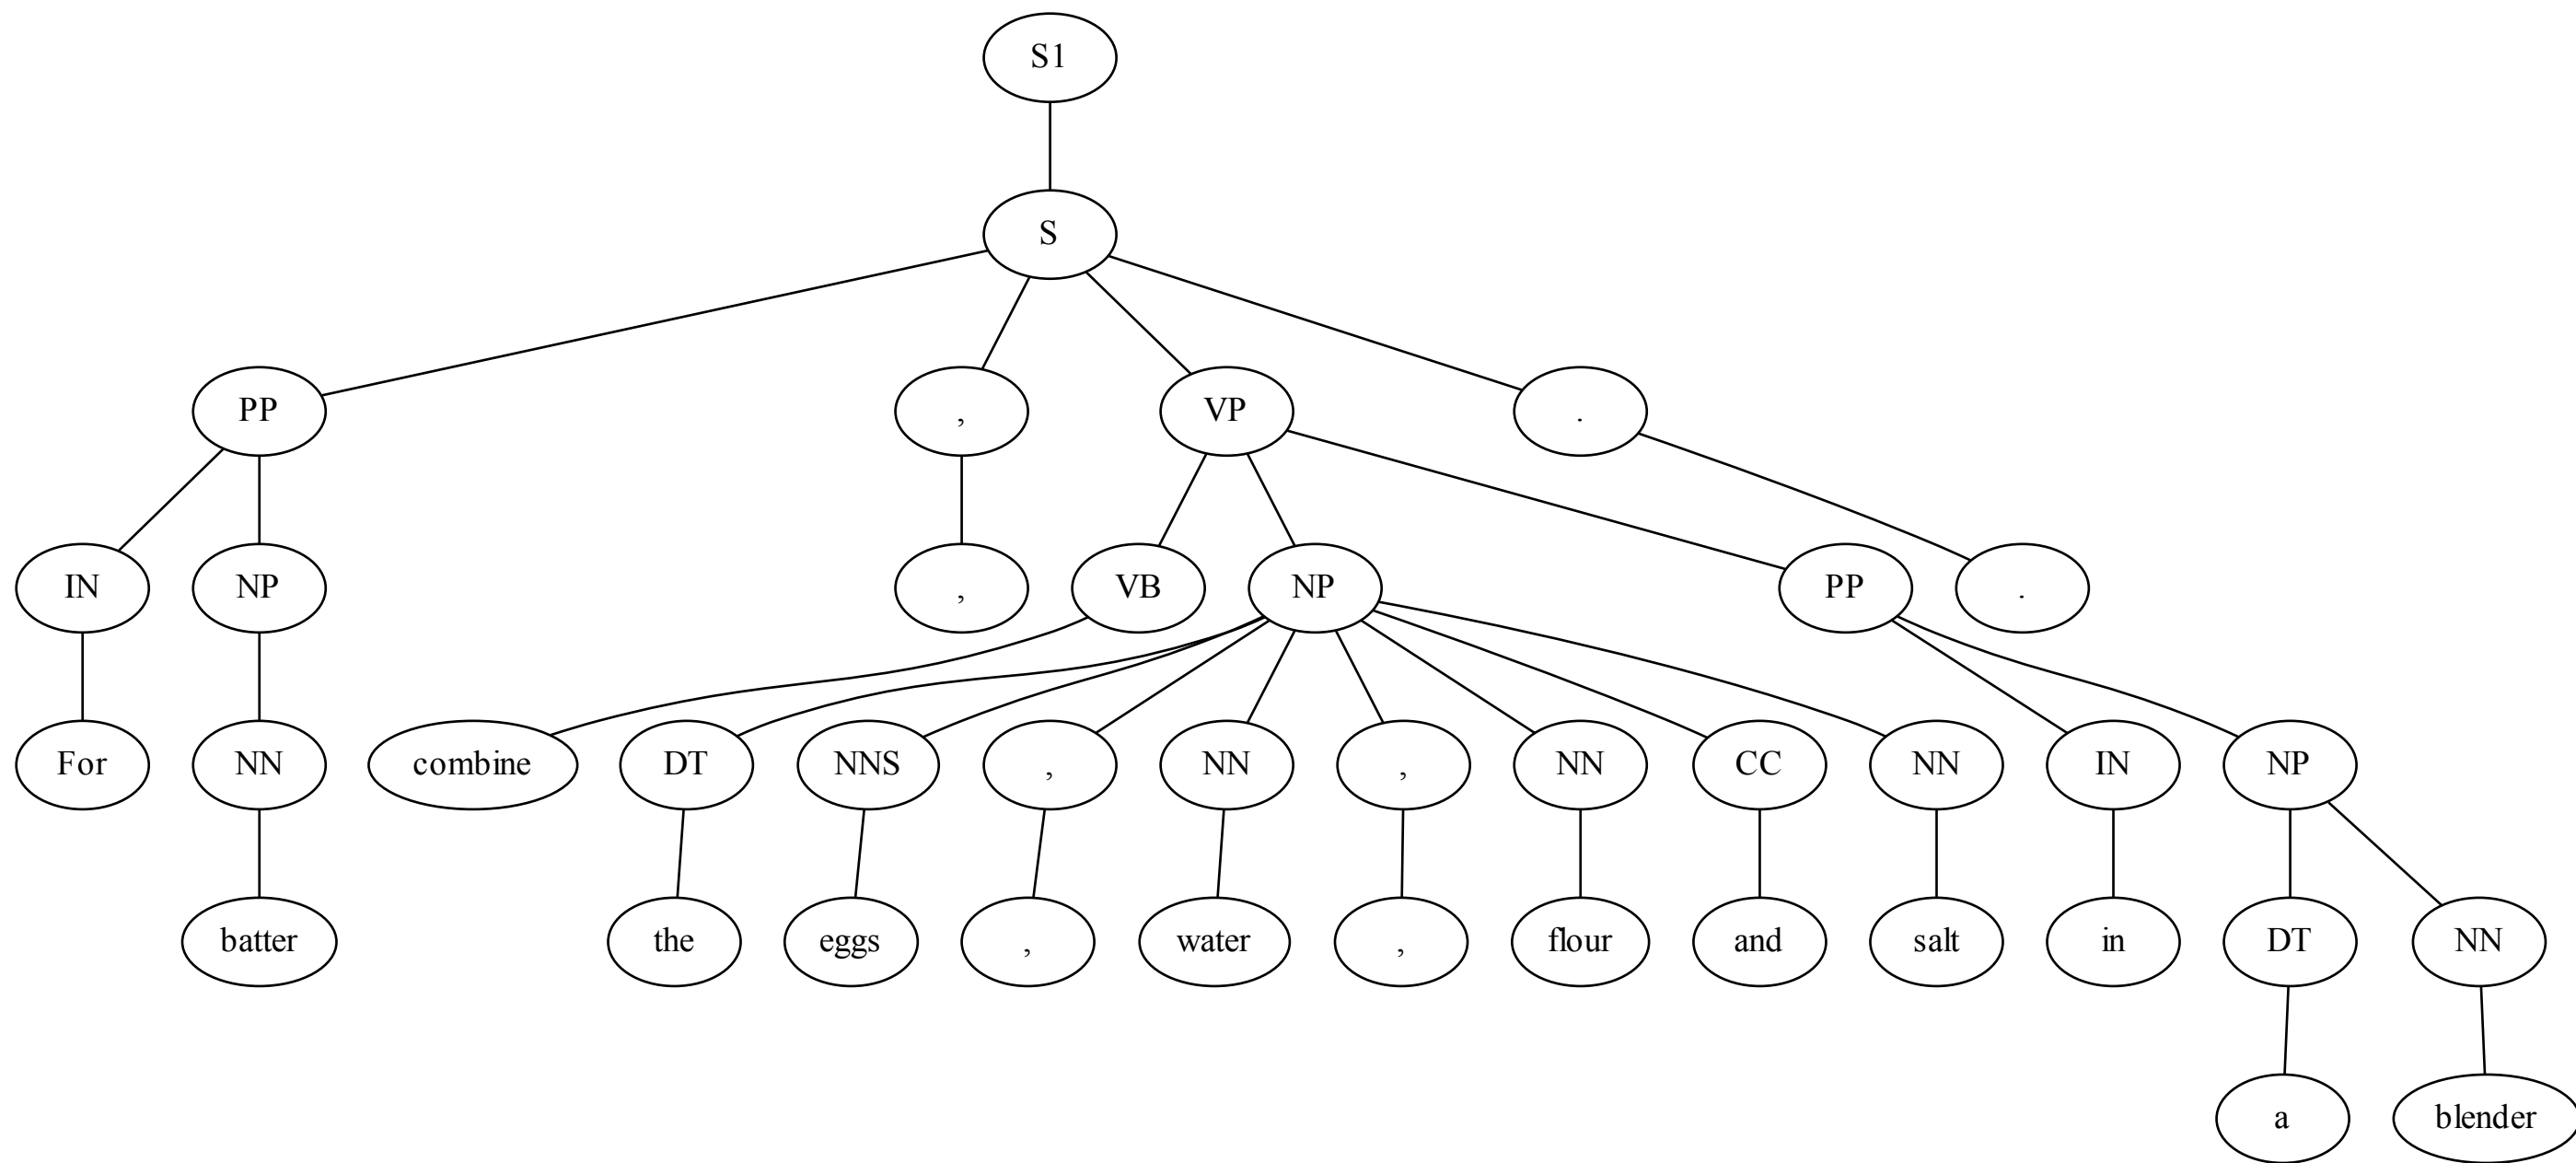 S1
S
PP , VP .
IN NP , VB NP PP .
For NN combine DT NNS , NN , NN CC NN IN NP
batter the eggs , water , flour and salt in DT NN
a blender